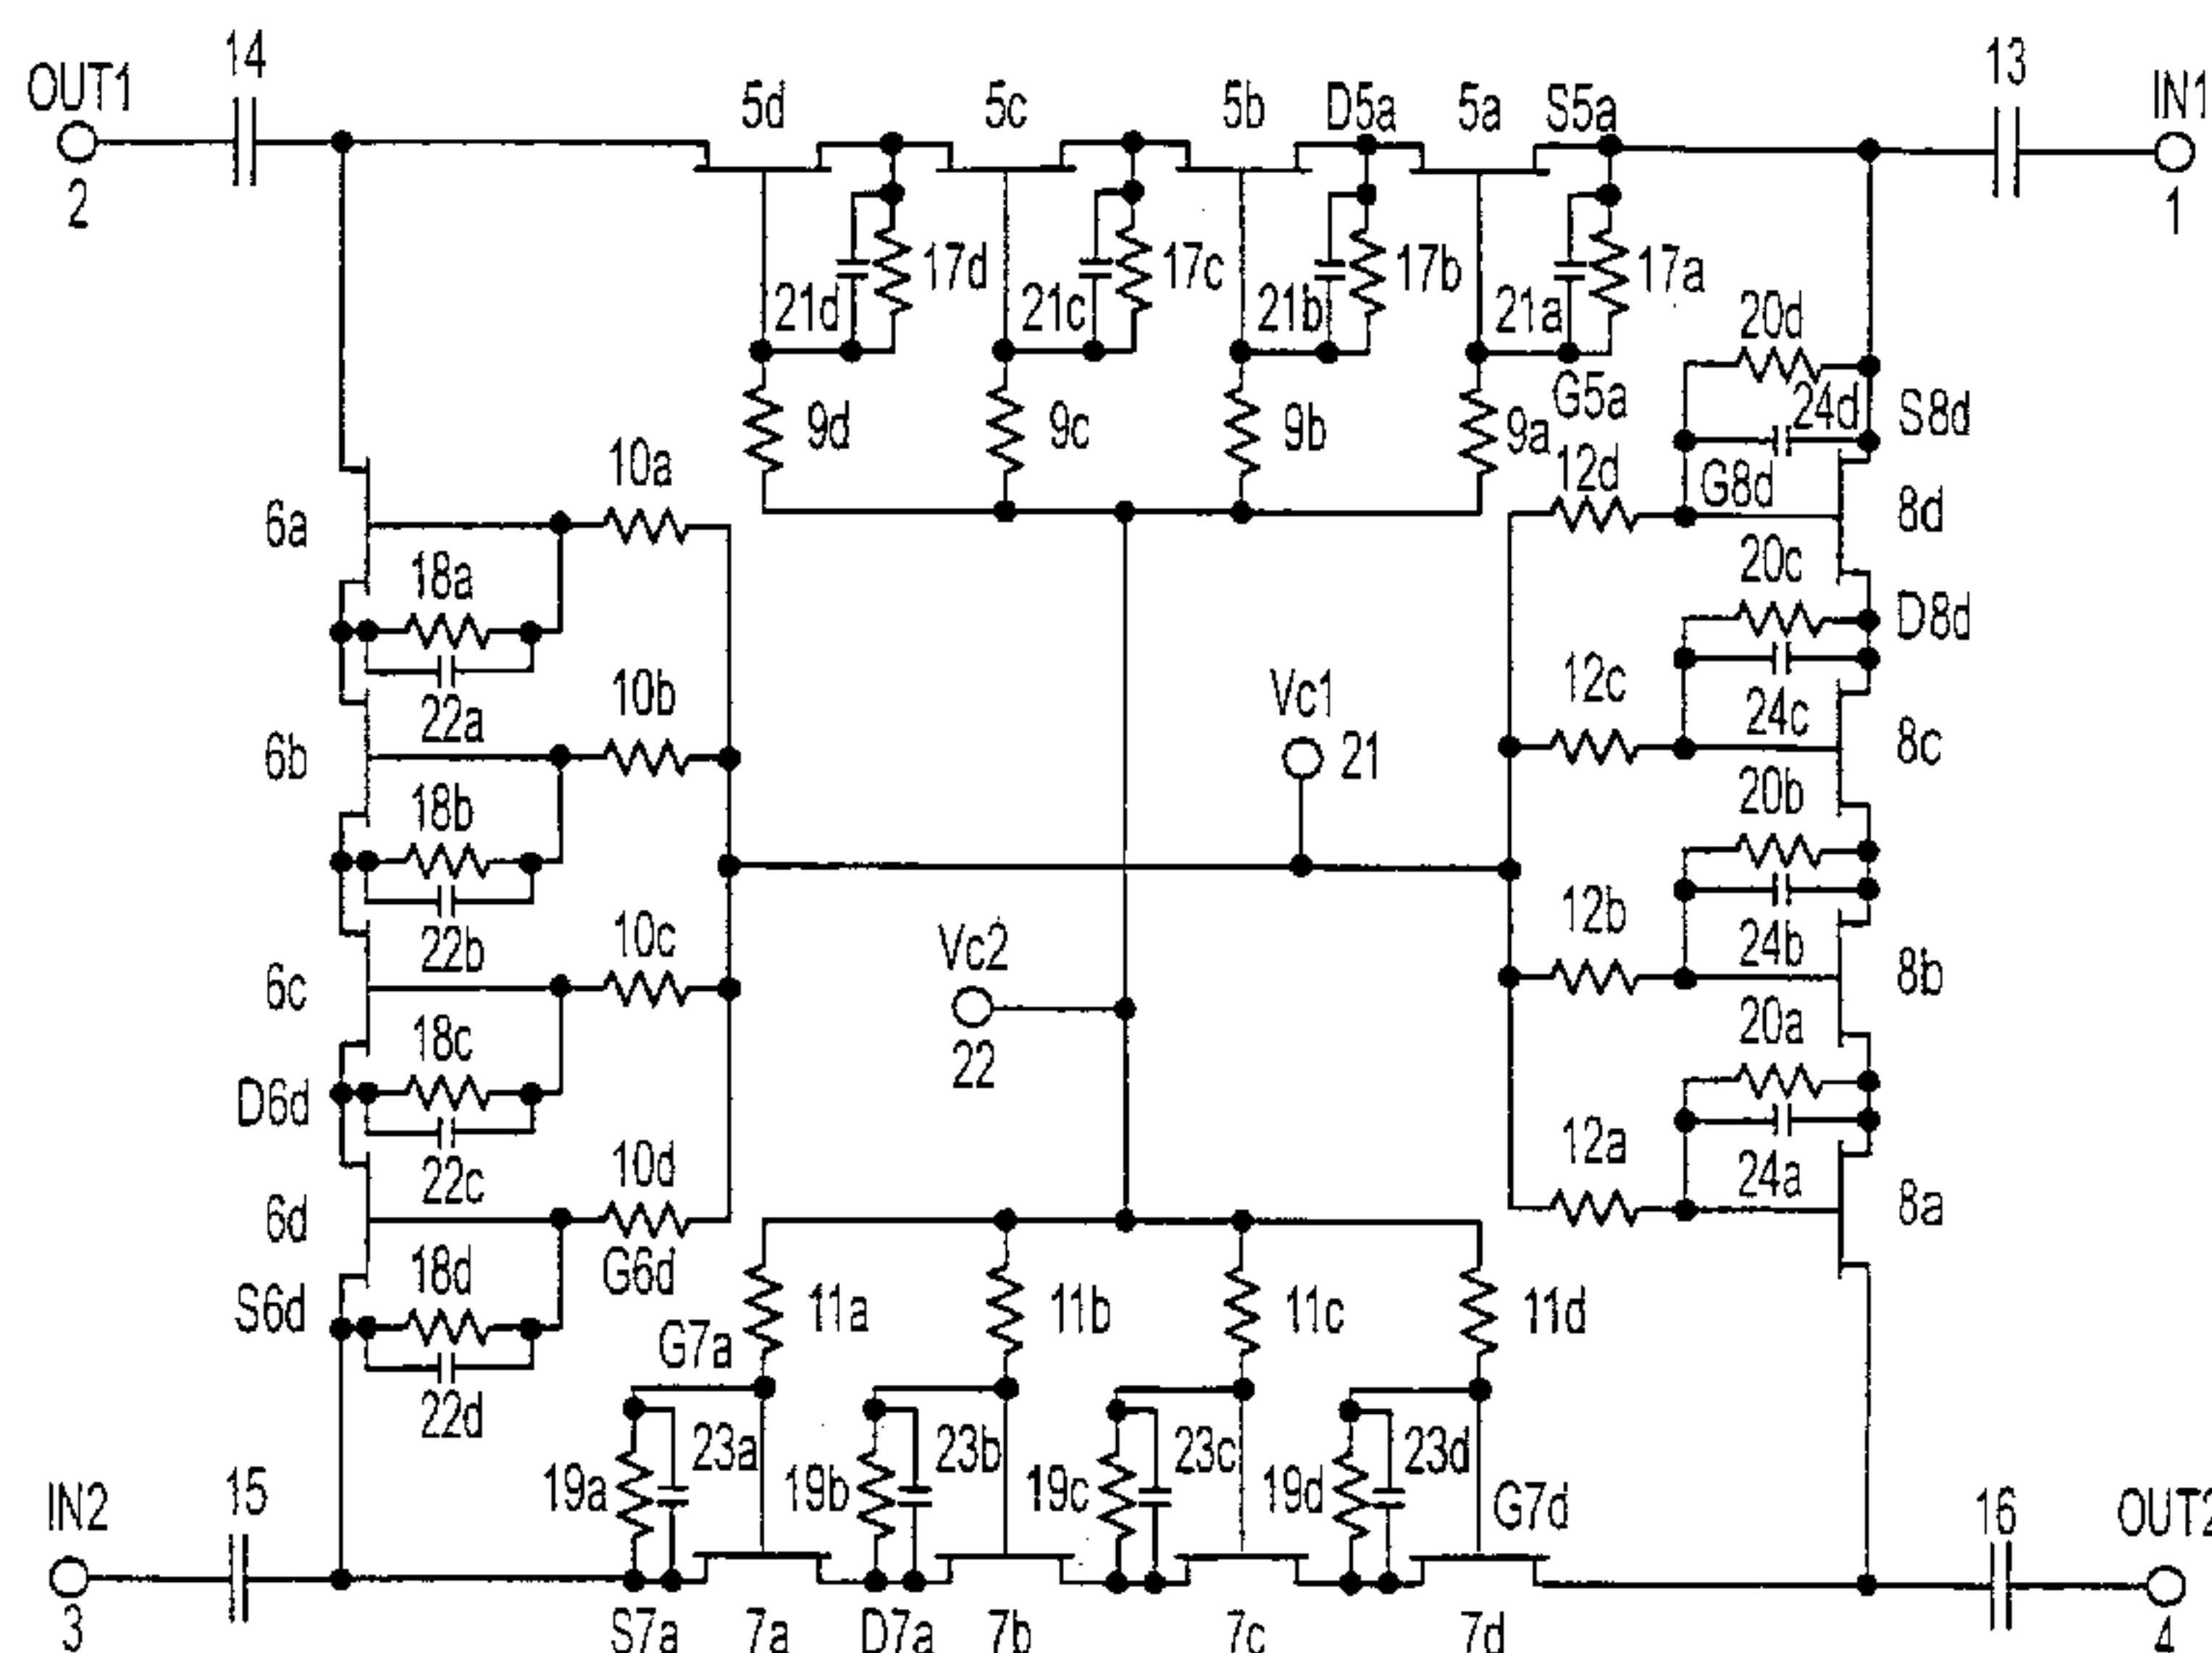 OUT1 14 5d 5c 5b D5a 5a S5a 13 IN1
2 1
21d 17d 21c 17c 21b 17b 21a 17a
20d
9d 9c 9b 9a G5a 24d S8d
10a 12d G8d
6a 8d
18a 20c D8d
22a 10b Vc1 12c 24c
6b 21 8c
18b 20b
22b 10c Vc2 12b 24b
6c 8b
18c 22 20a
D6d
22c 10d 12a 24a
6d 8a
18d G6d
S6d 11a 11b 11c 11d
G7a
22d 23a 23b 23c 23d
IN2 15 19a 19b 19c 19d G7d 16 OUT2
3 S7a 7a D7a 7b 7c 7d 4